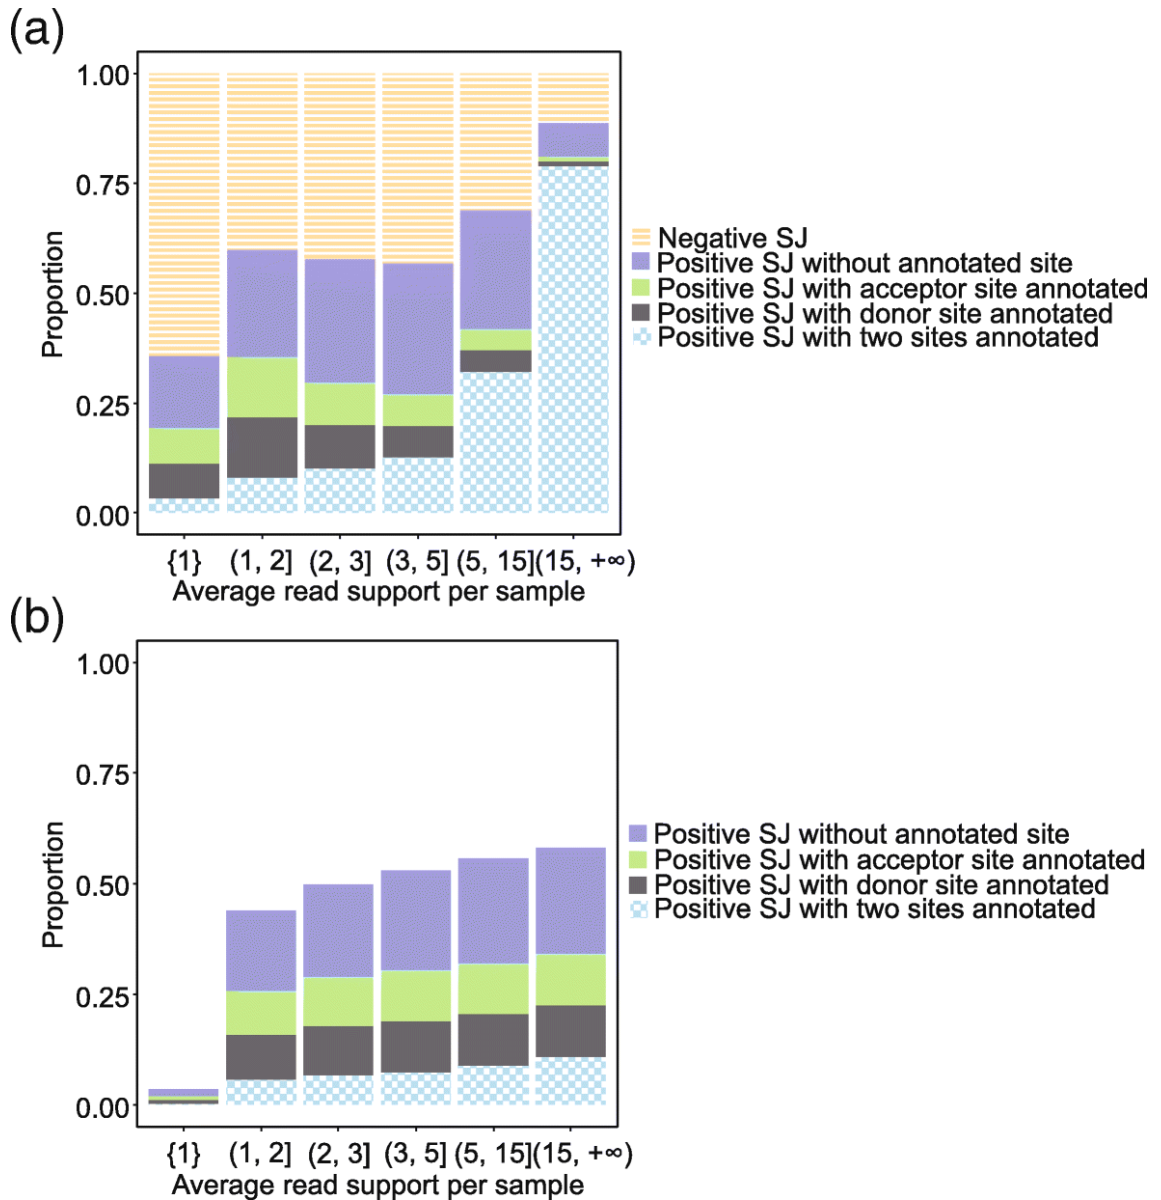 (a)
1.00
0.75
0.50
0.25
0.00
Proportion
{1} (1, 2] (2, 3] (3, 5] (5, 15] (15, +∞)
Average read support per sample
Negative SJ
Positive SJ without annotated site
Positive SJ with acceptor site annotated
Positive SJ with donor site annotated
Positive SJ with two sites annotated
(b)
1.00
0.75
0.50
0.25
0.00
Proportion
{1} (1, 2] (2, 3] (3, 5] (5, 15] (15, +∞)
Average read support per sample
Positive SJ without annotated site
Positive SJ with acceptor site annotated
Positive SJ with donor site annotated
Positive SJ with two sites annotated